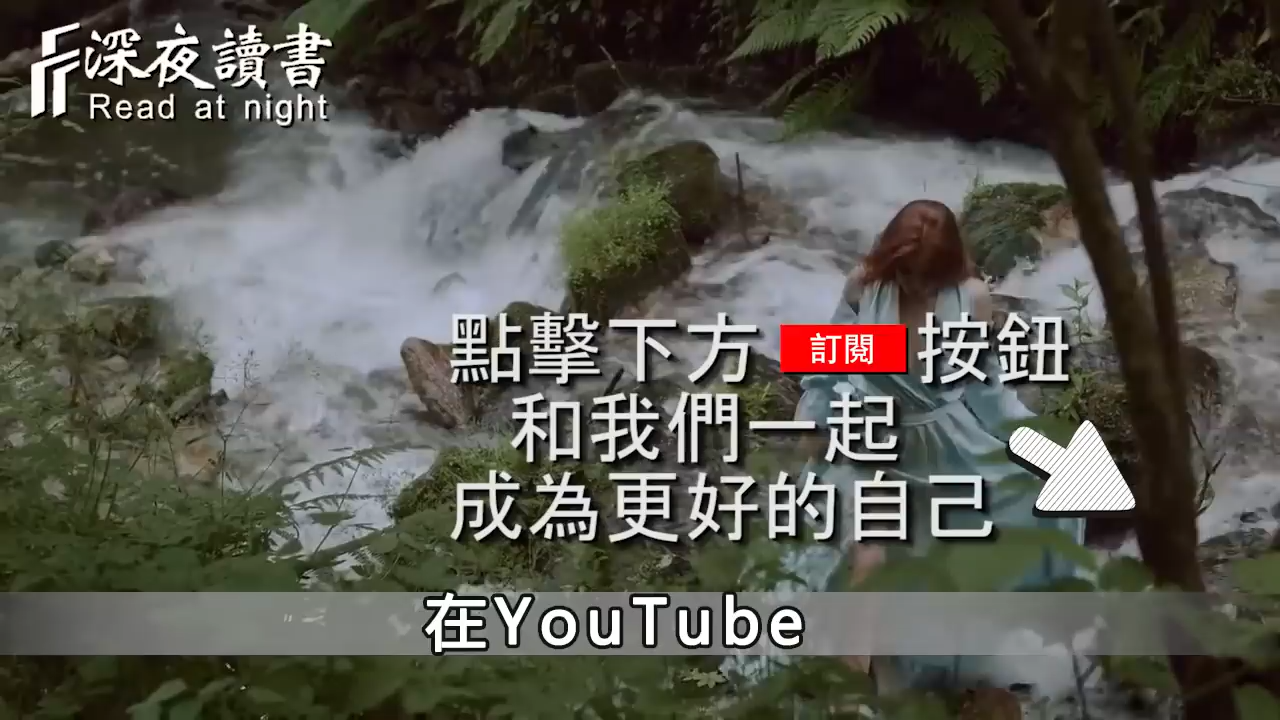 深夜讀書
Read at night
點擊下方 訂閱 按鈕
和我們一起
成為更好的自己
在YouTube